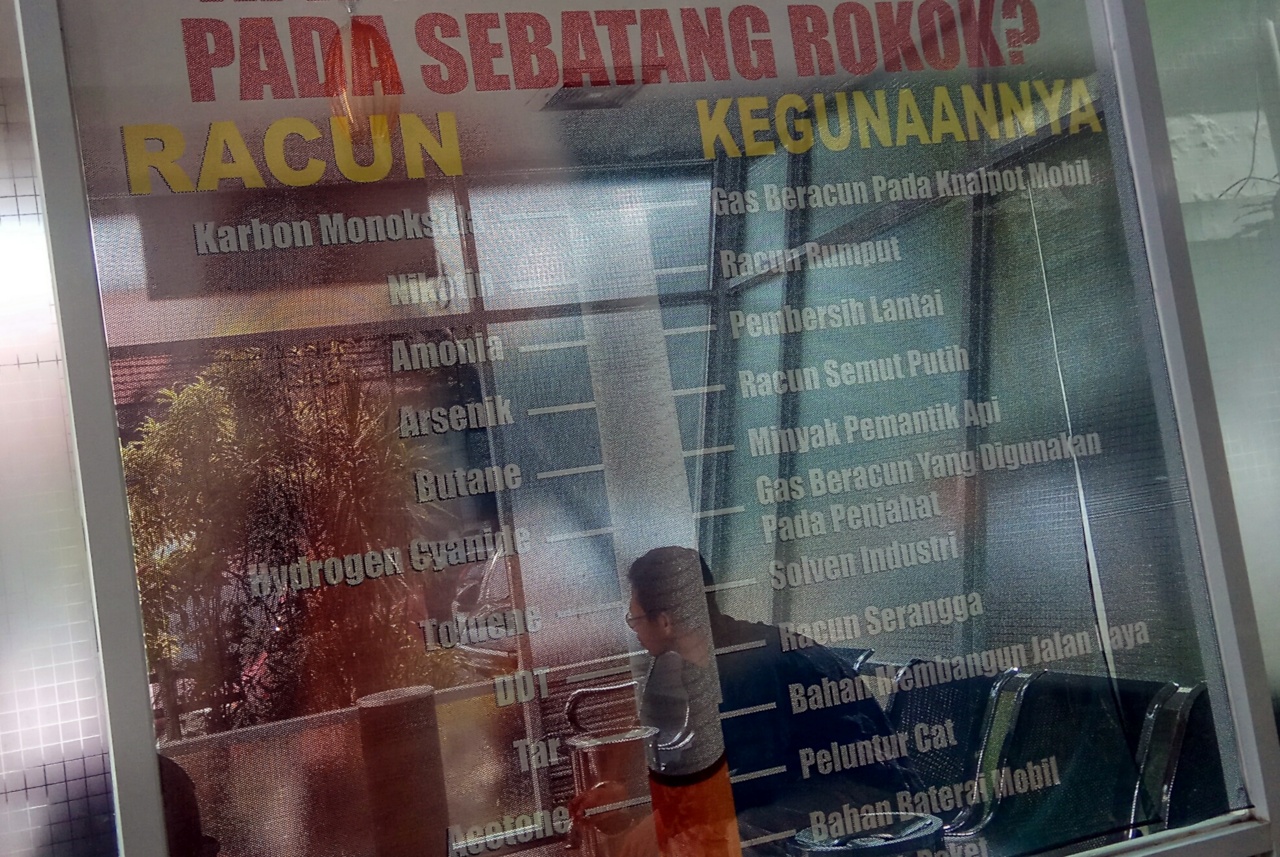 PADA SEBATANG ROKOK?
RACUN
KEGUNAANNYA
Karbon Monoksida
Gas Beracun Pada Knalpot Mobil
Nikotin
Racun Rumput
Amonia
Pembersih Lantai
Arsenik
Racun Semut Putih
Butane
Minyak Pemantik Api
Hydrogen Cyanide
Gas Beracun Yang Digunakan
Pada Penjahat
Toluene
Solven Industri
DDT
Racun Serangga
Tar
Bahan Membangun Jalan Raya
Acetone
Peluntur Cat
Bahan Baterai Mobil
Roket